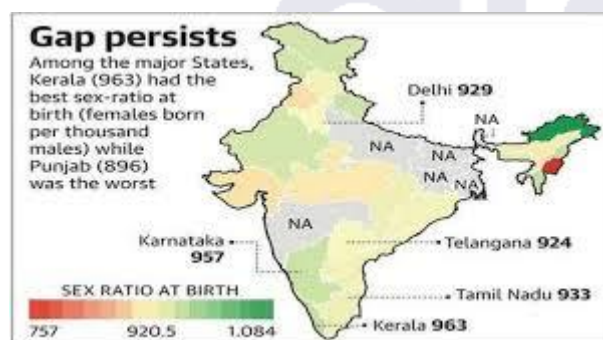 Gap persists
Among the major States,
Kerala (963) had the
best sex-ratio at
birth (females born
per thousand
males) while
Punjab (896)
was the worst
Delhi 929
NA
NA
NA
NA
NA
NA
Karnataka
957
Telangana 924
SEX RATIO AT BIRTH
757 920.5 1.084
Tamil Nadu 933
Kerala 963